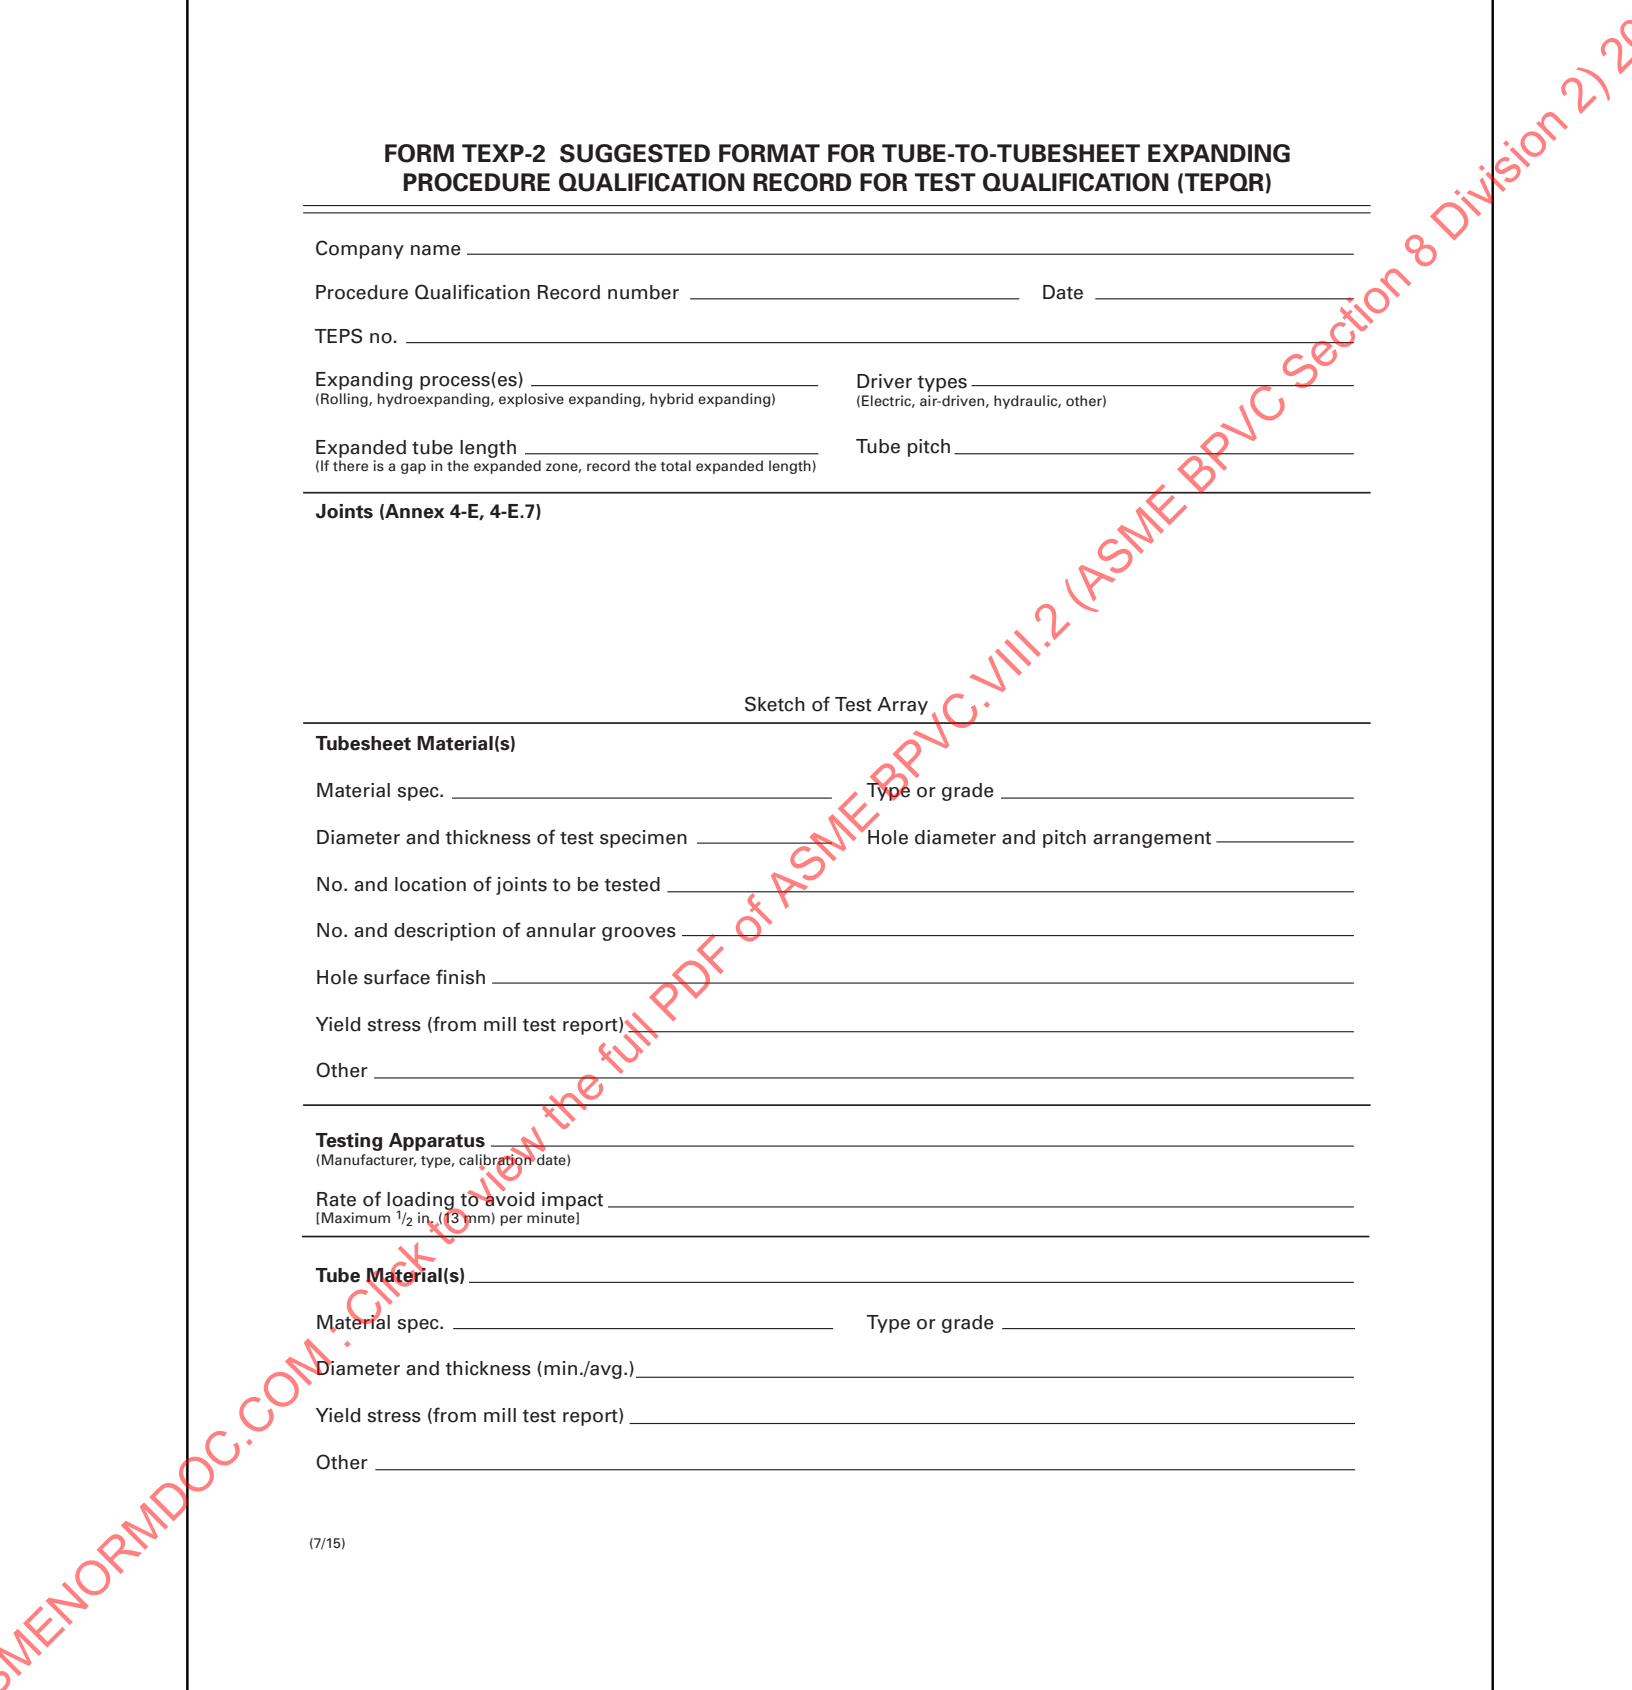 FORM TEXP-2 SUGGESTED FORMAT FOR TUBE-TO-TUBESHEET EXPANDING
PROCEDURE QUALIFICATION RECORD FOR TEST QUALIFICATION (TEPQR)
Company name
Procedure Qualification Record number Date
TEPS no.
Expanding process(es) Driver types
(Rolling, hydroexpanding, explosive expanding, hybrid expanding) (Electric, air-driven, hydraulic, other)
Expanded tube length Tube pitch
(If there is a gap in the expanded zone, record the total expanded length)
Joints (Annex 4-E, 4-E.7)
Sketch of Test Array
Tubesheet Material(s)
Material spec. Type or grade
Diameter and thickness of test specimen Hole diameter and pitch arrangement
No. and location of joints to be tested
No. and description of annular grooves
Hole surface finish
Yield stress (from mill test report)
Other
Testing Apparatus
(Manufacturer, type, calibration date)
Rate of loading to avoid impact
[Maximum 1/2 in. (13 mm) per minute]
Tube Material(s)
Material spec. Type or grade
Diameter and thickness (min./avg.)
Yield stress (from mill test report)
Other
(7/15)
SMENORMDOC.COM : Click to view the full PDF of ASME BPVC.VIII.2 (ASME BPVC Section 8 Division 2) 20